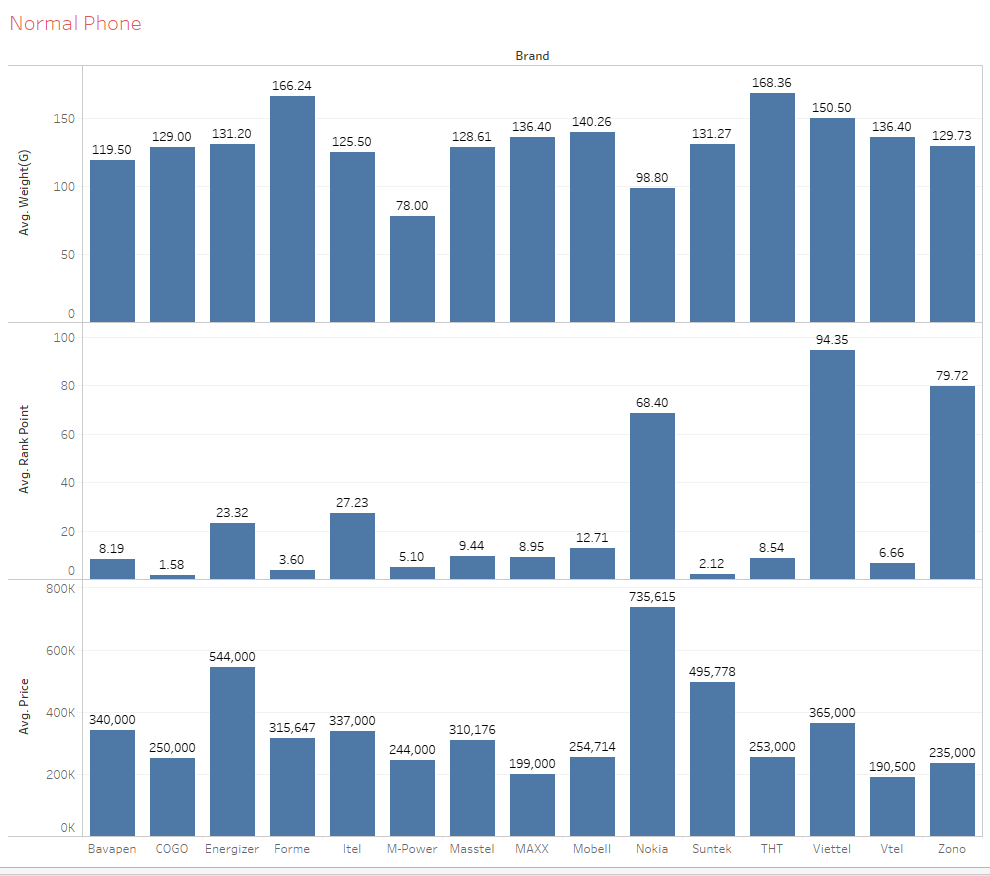 Normal Phone
Brand
Avg. Weight(G)
150
100
50
0
119.50 129.00 131.20 166.24 125.50 78.00 128.61 136.40 140.26 98.80 131.27 168.36 150.50 136.40 129.73
Avg. Rank Point
100
80
60
40
20
0
8.19 1.58 23.32 3.60 27.23 5.10 9.44 8.95 12.71 68.40 2.12 8.54 94.35 6.66 79.72
Avg. Price
800K
600K
400K
200K
0K
340,000 250,000 544,000 315,647 337,000 244,000 310,176 199,000 254,714 735,615 495,778 253,000 365,000 190,500 235,000
Bavapen COGO Energizer Forme Itel M-Power Masstel MAXX Mobell Nokia Suntek THT Viettel Vtel Zono